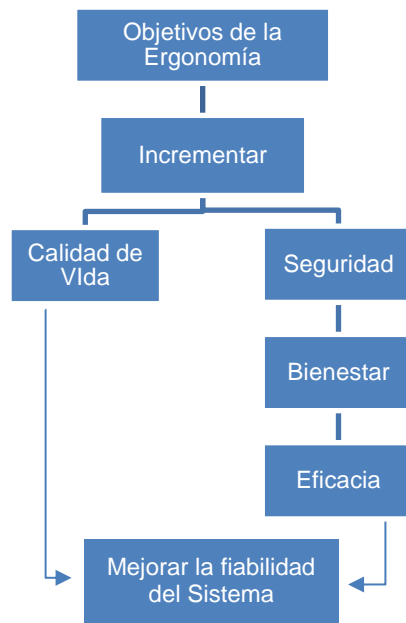 Objetivos de la
Ergonomía
Incrementar
Calidad de
VIda
Seguridad
Bienestar
Eficacia
Mejorar la fiabilidad
del Sistema